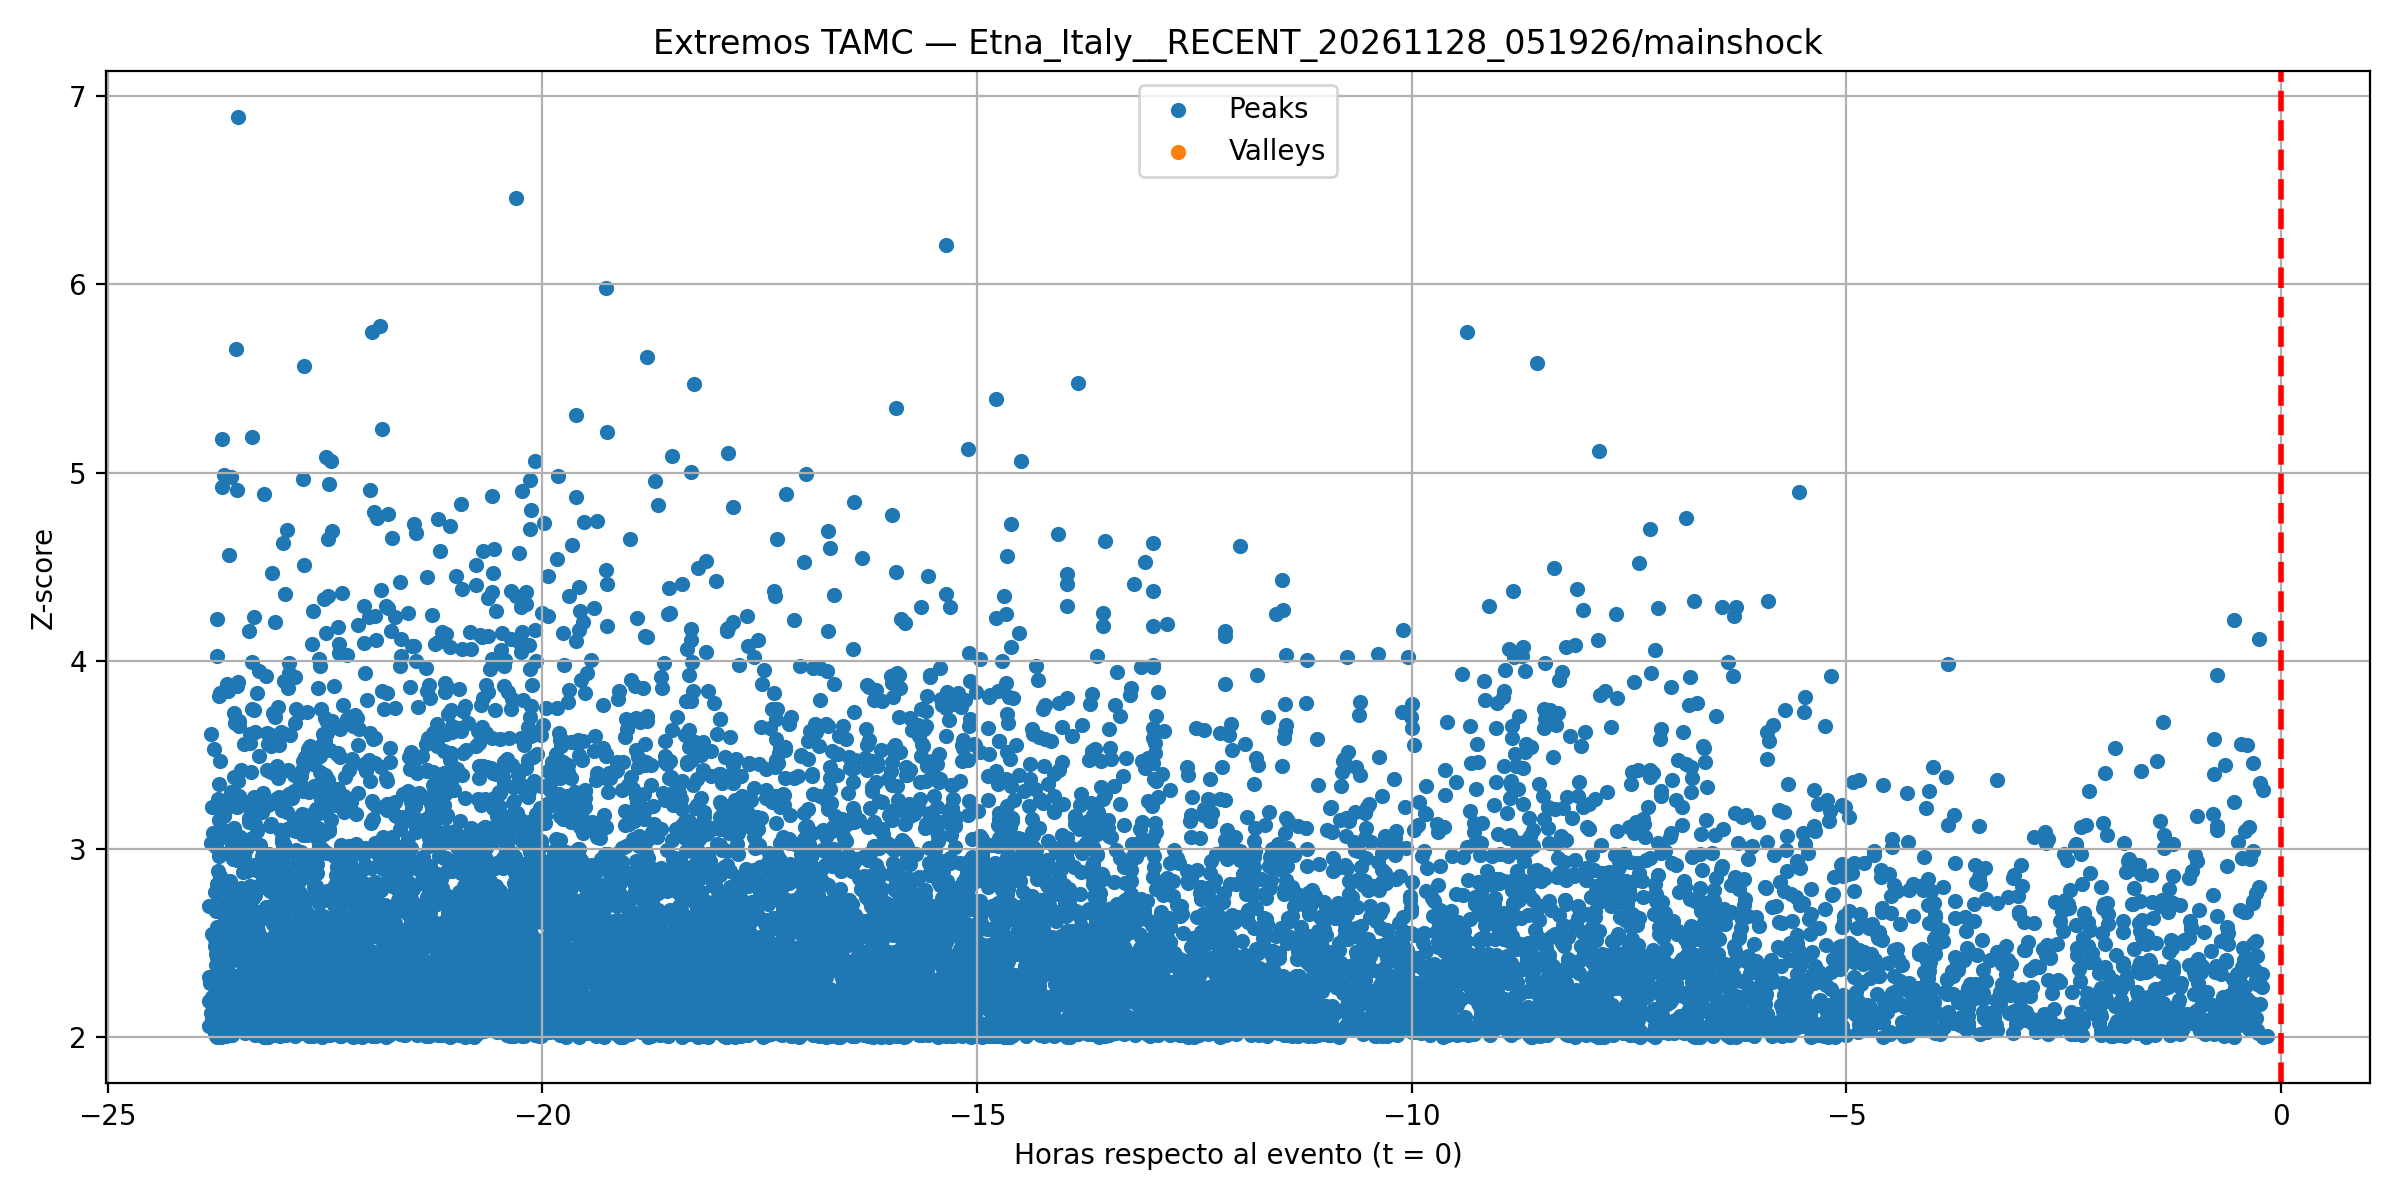 Extremos TAMC — Etna_Italy__RECENT_20261128_051926/mainshock
Peaks
Valleys
7
6
5
4
3
2
Z-score
−25
−20
−15
−10
−5
0
Horas respecto al evento (t = 0)